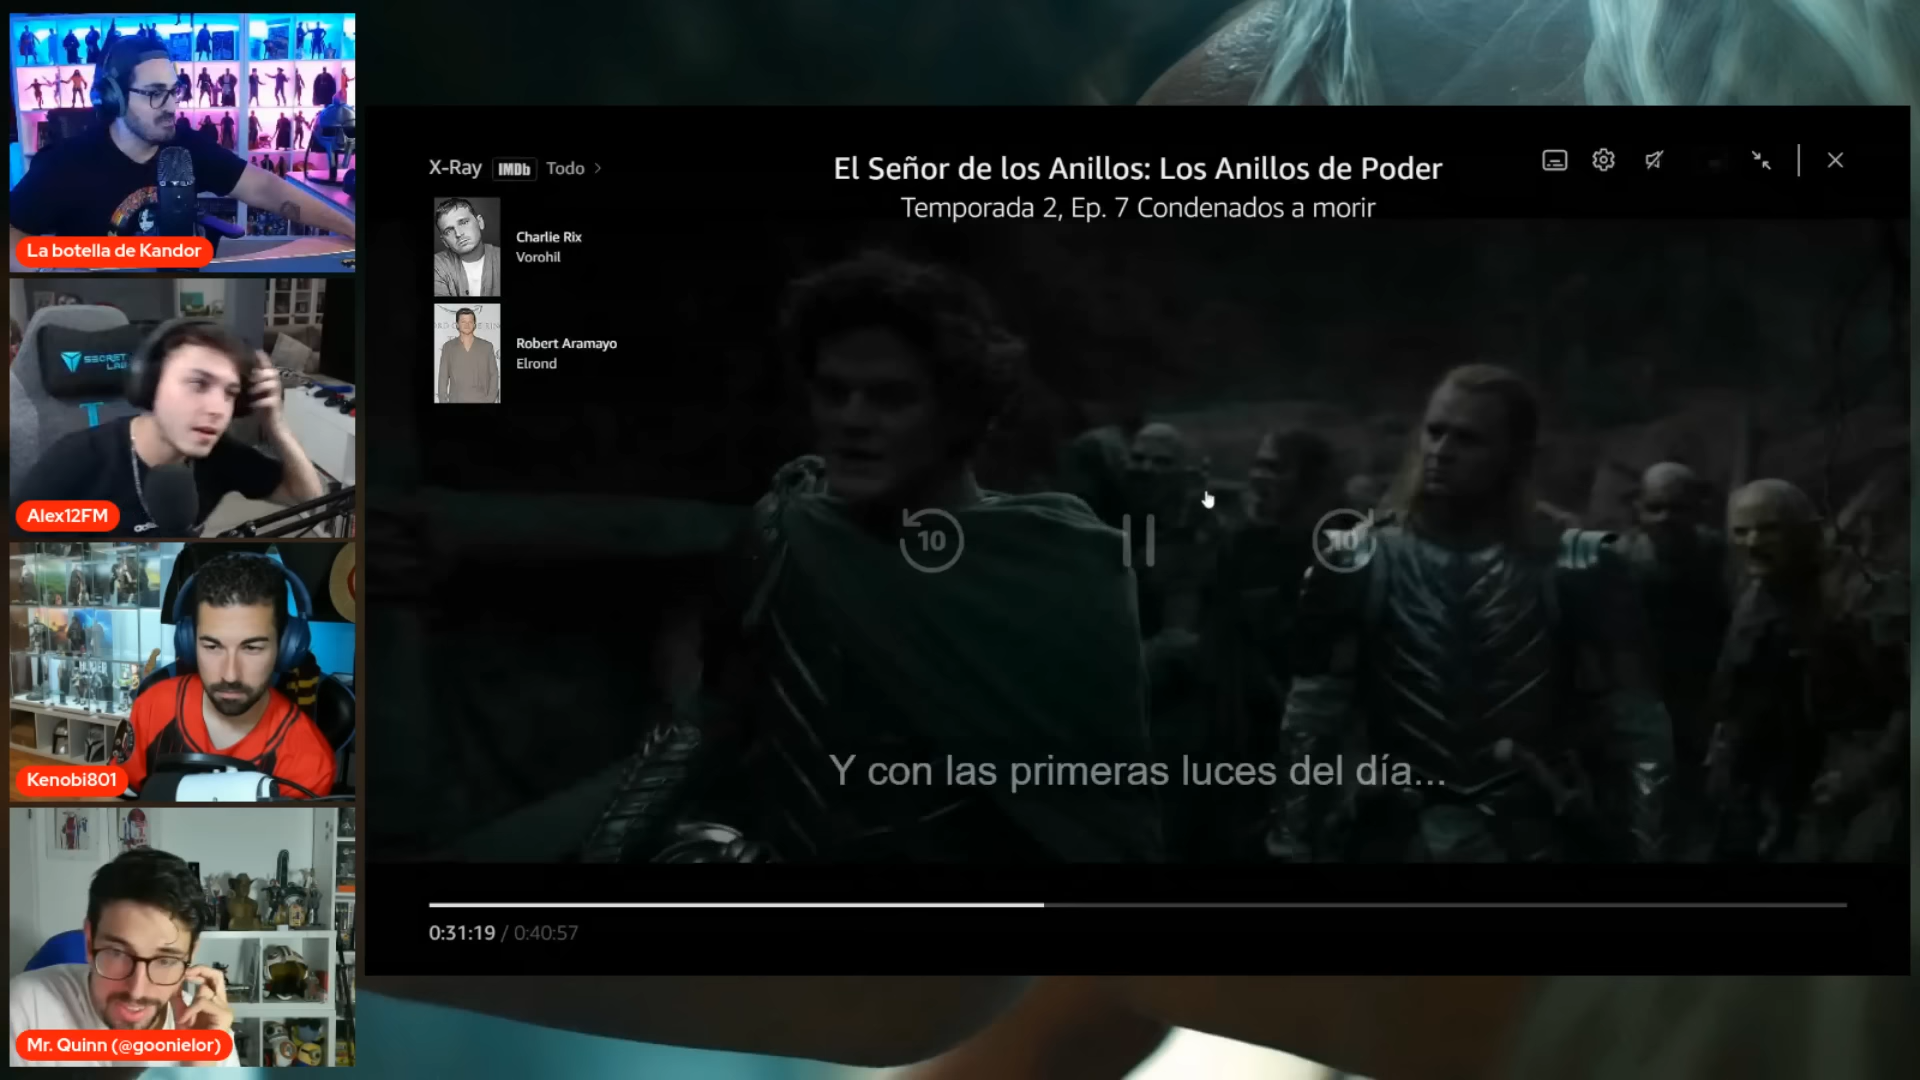 La botella de Kandor
SECRET
LAB
Alex12FM
Kenobi801
Mr. Quinn (@goonielor)
X-Ray IMDb Todo
Charlie Rix
Vorohil
Robert Aramayo
Elrond
El Señor de los Anillos: Los Anillos de Poder
Temporada 2, Ep. 7 Condenados a morir
10
10
Y con las primeras luces del día...
0:31:19 / 0:40:57